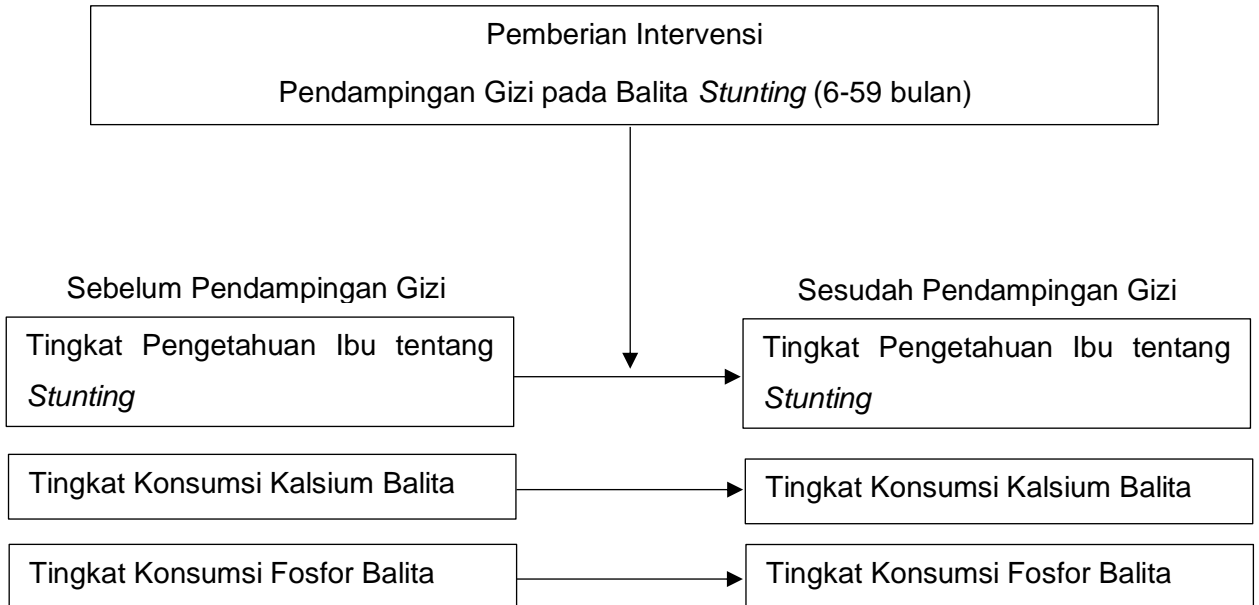 Pemberian Intervensi
Pendampingan Gizi pada Balita Stunting (6-59 bulan)
Sebelum Pendampingan Gizi
Sesudah Pendampingan Gizi
Tingkat Pengetahuan Ibu tentang
Stunting
Tingkat Pengetahuan Ibu tentang
Stunting
Tingkat Konsumsi Kalsium Balita
Tingkat Konsumsi Kalsium Balita
Tingkat Konsumsi Fosfor Balita
Tingkat Konsumsi Fosfor Balita